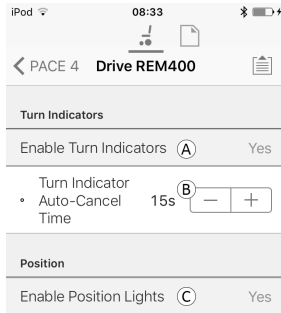 iPod 08:33
PACE 4 Drive REM400
Turn Indicators
Enable Turn Indicators A Yes
Turn Indicator
Auto-Cancel 15s B − +
Time
Position
Enable Position Lights C Yes